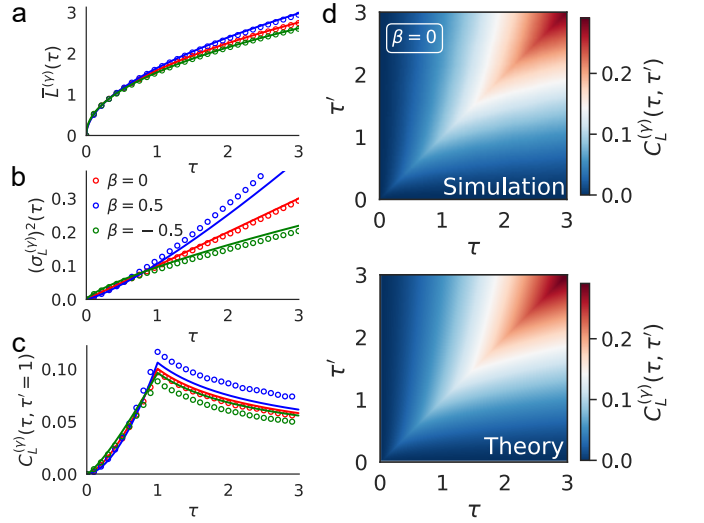 a
3
2
1
0
L̄^(γ)(τ)
0 1 2 3
τ
b
0.3
0.2
0.1
0.0
(σ_L^(γ))²(τ)
β = 0
β = 0.5
β = − 0.5
0 1 2 3
τ
c
0.10
0.05
0.00
C_L^(γ)(τ, τ′ = 1)
0 1 2 3
τ
d
3
2
1
0
τ′
β = 0
Simulation
0 1 2 3
τ
0.2
0.1
0.0
C_L^(γ)(τ, τ′)
3
2
1
0
τ′
Theory
0 1 2 3
τ
0.2
0.1
0.0
C_L^(γ)(τ, τ′)